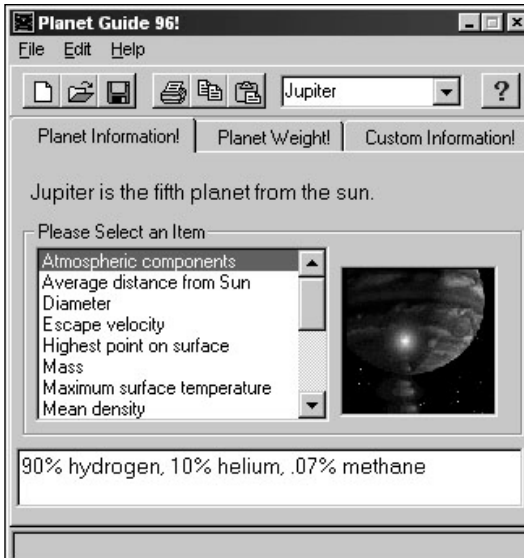 Planet Guide 96!
File Edit Help
Jupiter ?
Planet Information! Planet Weight! Custom Information!
Jupiter is the fifth planet from the sun.
Please Select an Item
Atmospheric components
Average distance from Sun
Diameter
Escape velocity
Highest point on surface
Mass
Maximum surface temperature
Mean density
90% hydrogen, 10% helium, .07% methane